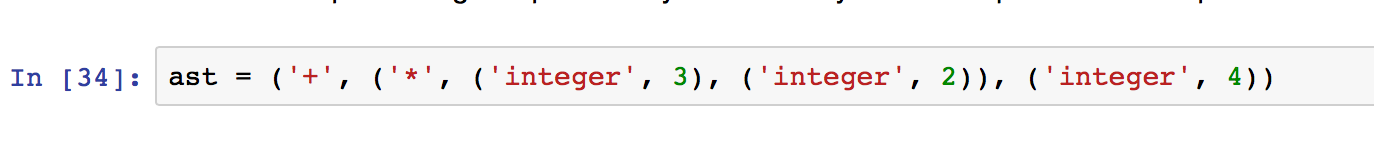 In [34]: ast = ('+', ('*', ('integer', 3), ('integer', 2)), ('integer', 4))